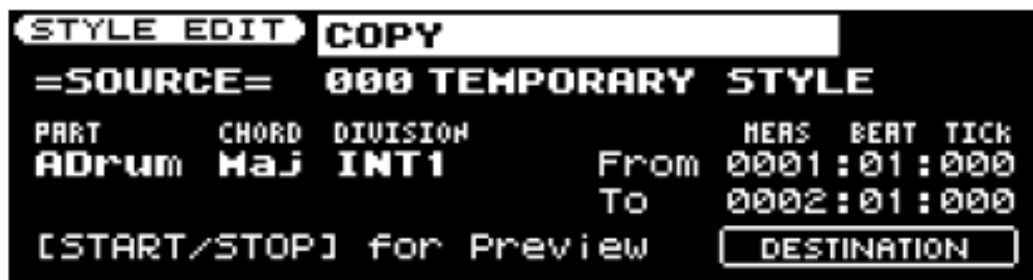 STYLE EDIT COPY
=SOURCE= 000 TEMPORARY STYLE
PART CHORD DIVISION MEAS BEAT TICK
ADrum Maj INT1 From 0001:01:000
To 0002:01:000
[START/STOP] for Preview DESTINATION